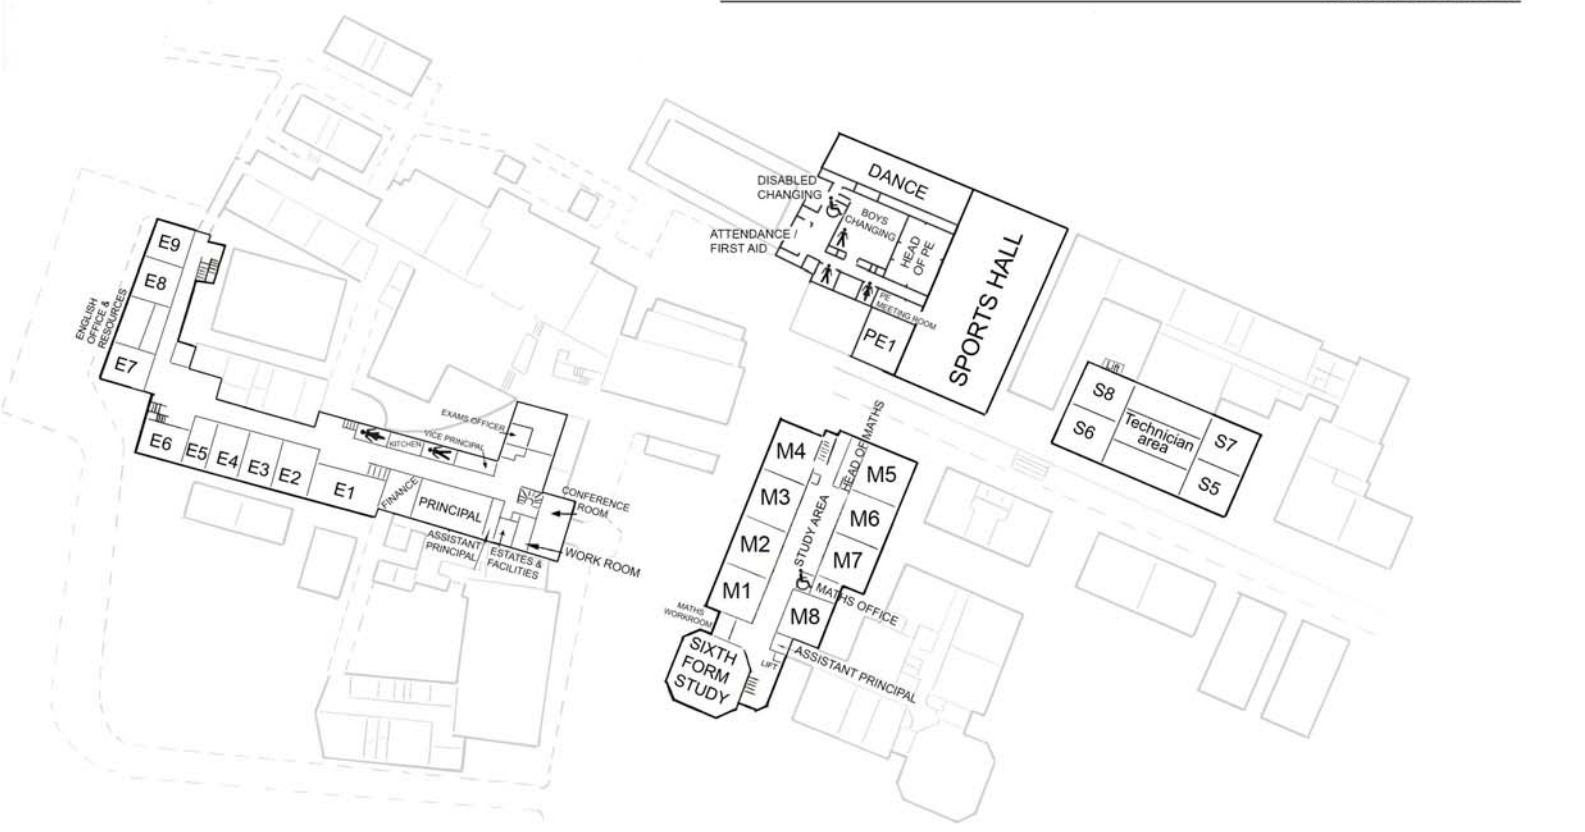 DANCE
DISABLED
CHANGING
BOYS
CHANGING
ATTENDANCE /
FIRST AID
HEAD
OF PE
SPORTS HALL
PE
MEETING ROOM
PE1
E9
E8
ENGLISH
OFFICE &
RESOURCES
E7
E6
E5
E4
E3
E2
E1
EXAMS OFFICER
VICE PRINCIPAL
KITCHEN
FINANCE
PRINCIPAL
CONFERENCE
ROOM
ASSISTANT
PRINCIPAL
ESTATES &
FACILITIES
WORK ROOM
Lift
S8
S6
Technician
area
S7
S5
HEAD OF MATHS
M4
M5
M3
M6
STUDY AREA
M2
M7
M1
MATHS OFFICE
M8
MATHS
WORKROOM
SIXTH
FORM
STUDY
LIFT
ASSISTANT PRINCIPAL